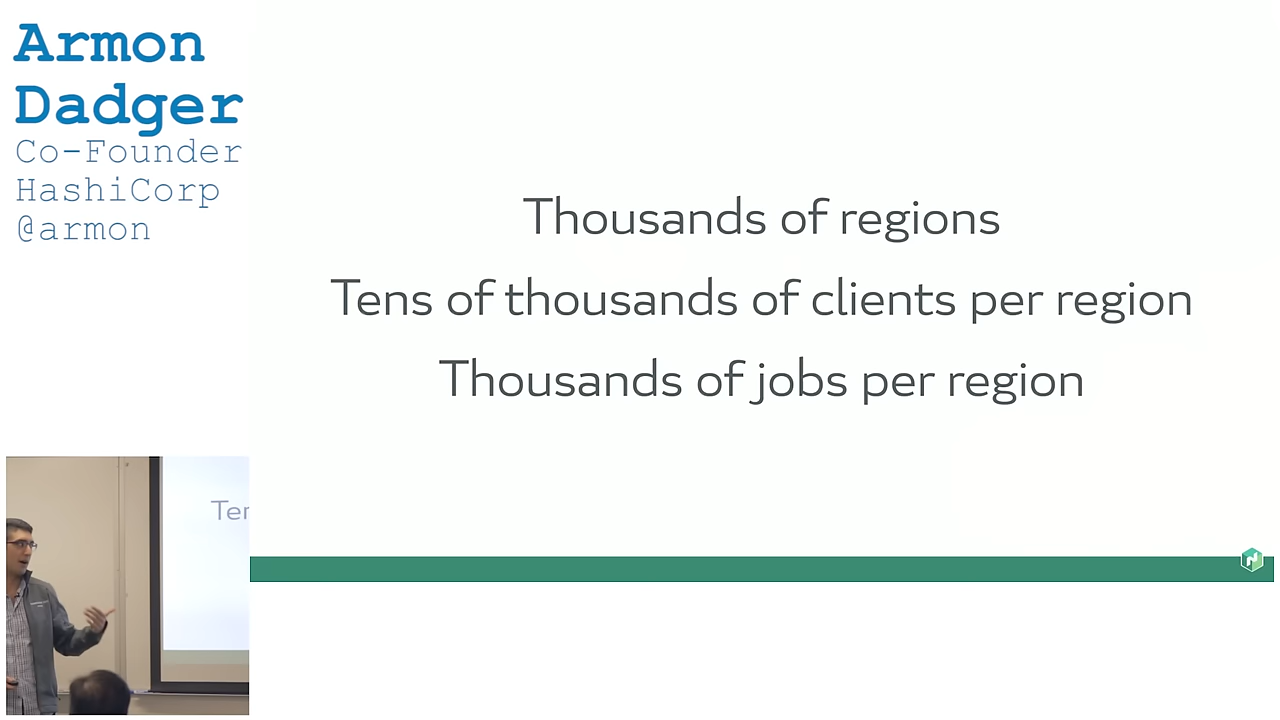 Armon
Dadger
Co-Founder
HashiCorp
@armon
Thousands of regions
Tens of thousands of clients per region
Thousands of jobs per region
Ter